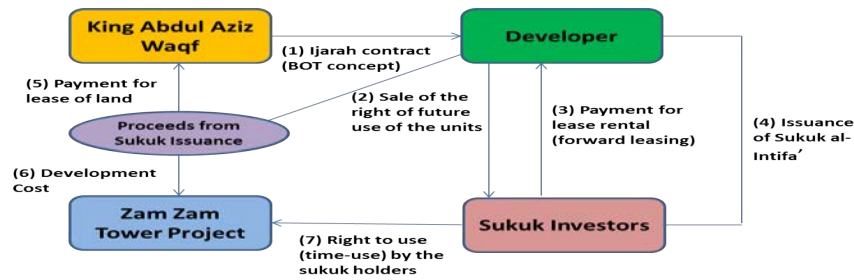 King Abdul Aziz
Waqf
(1) Ijarah contract
(BOT concept)
Developer
(5) Payment for
lease of land
(2) Sale of the
right of future
use of the units
(3) Payment for
lease rental
(forward leasing)
(4) Issuance
of Sukuk al-
Intifa’
Proceeds from
Sukuk Issuance
(6) Development
Cost
Zam Zam
Tower Project
Sukuk Investors
(7) Right to use
(time-use) by the
sukuk holders